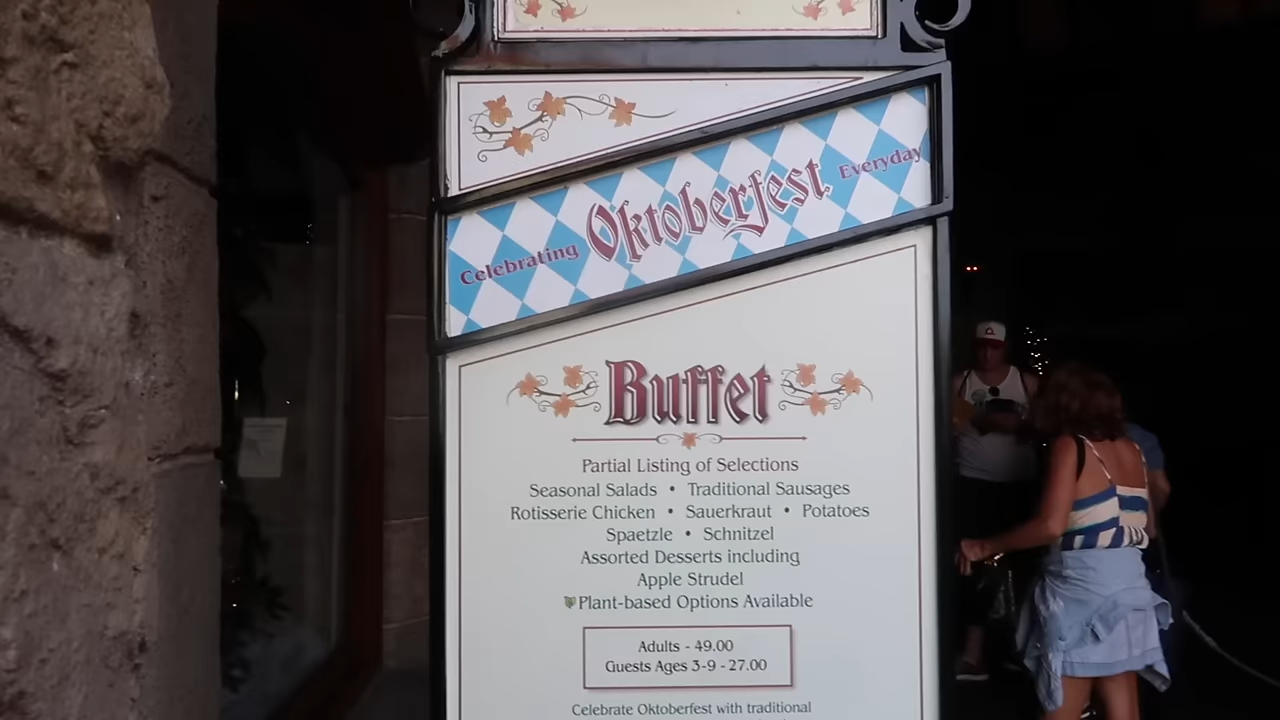 Celebrating Oktoberfest Everyday
Buffet
Partial Listing of Selections
Seasonal Salads • Traditional Sausages
Rotisserie Chicken • Sauerkraut • Potatoes
Spaetzle • Schnitzel
Assorted Desserts including
Apple Strudel
Plant-based Options Available
Adults - 49.00
Guests Ages 3-9 - 27.00
Celebrate Oktoberfest with traditional